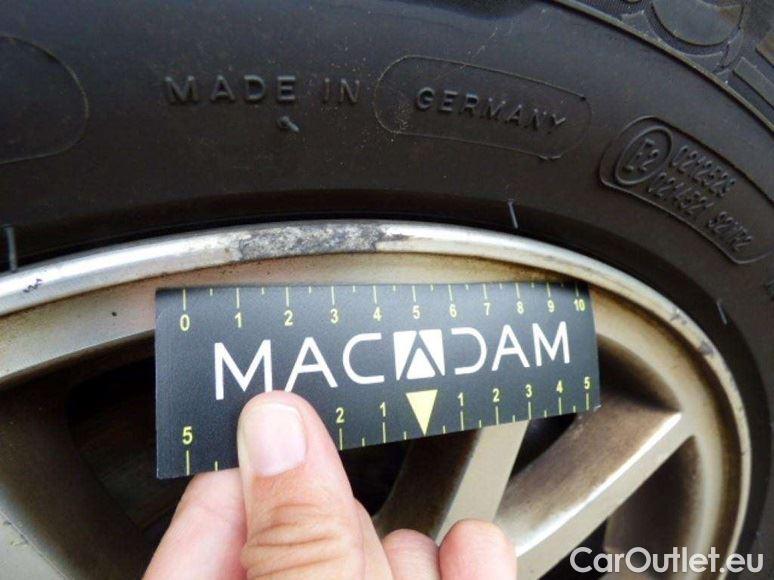 MADE IN GERMANY
E2
0 1 2 3 4 5 6 7 8 9 10
MACADAM
5 2 1 1 2 3 4 5
CarOutlet.eu